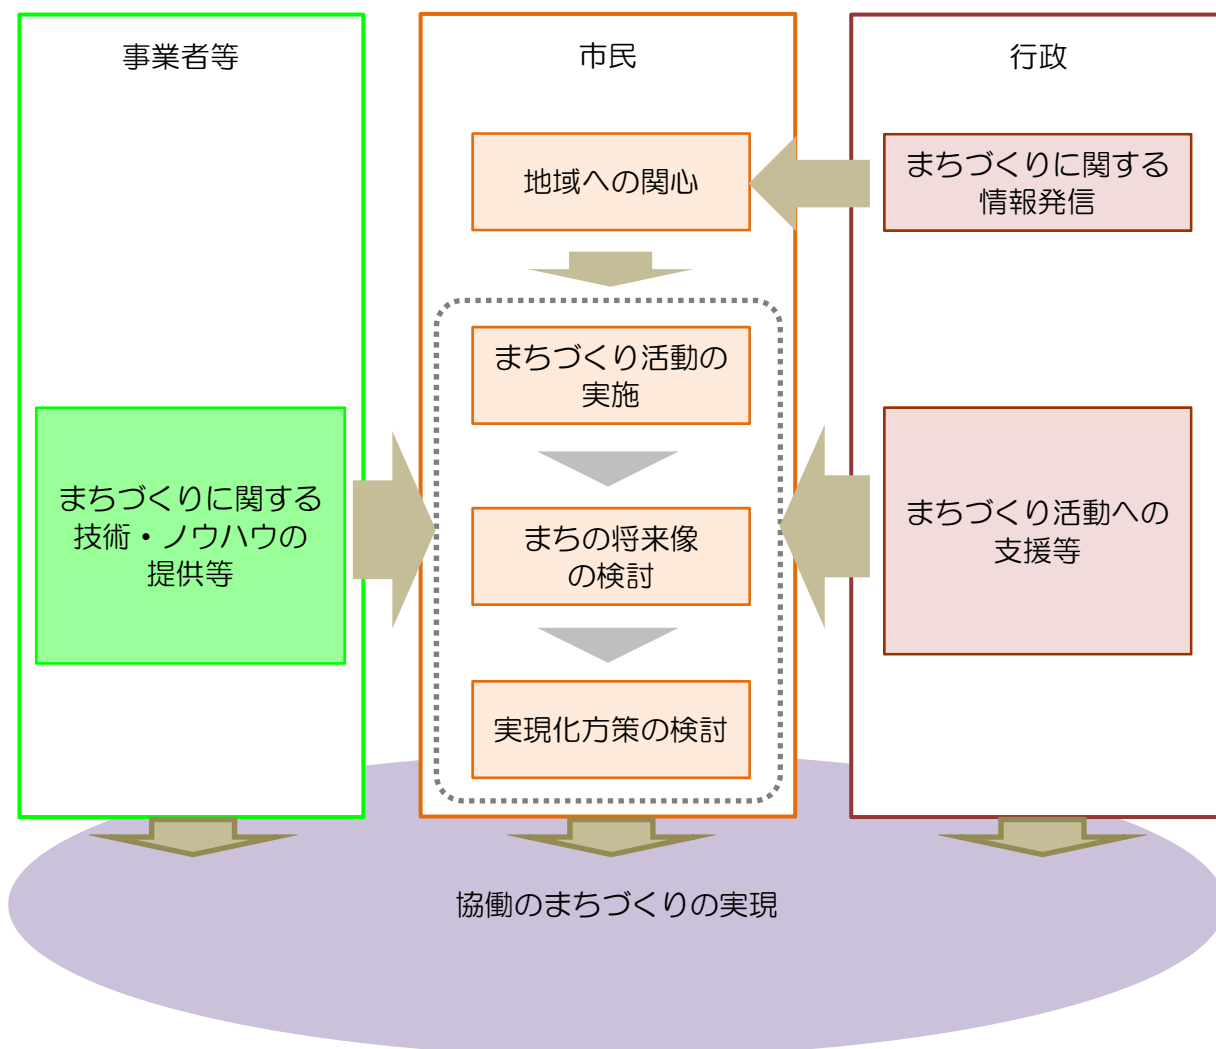 事業者等
市民
行政
地域への関心
まちづくりに関する
情報発信
まちづくり活動の
実施
まちづくりに関する
技術・ノウハウの
提供等
まちの将来像
の検討
まちづくり活動への
支援等
実現化方策の検討
協働のまちづくりの実現